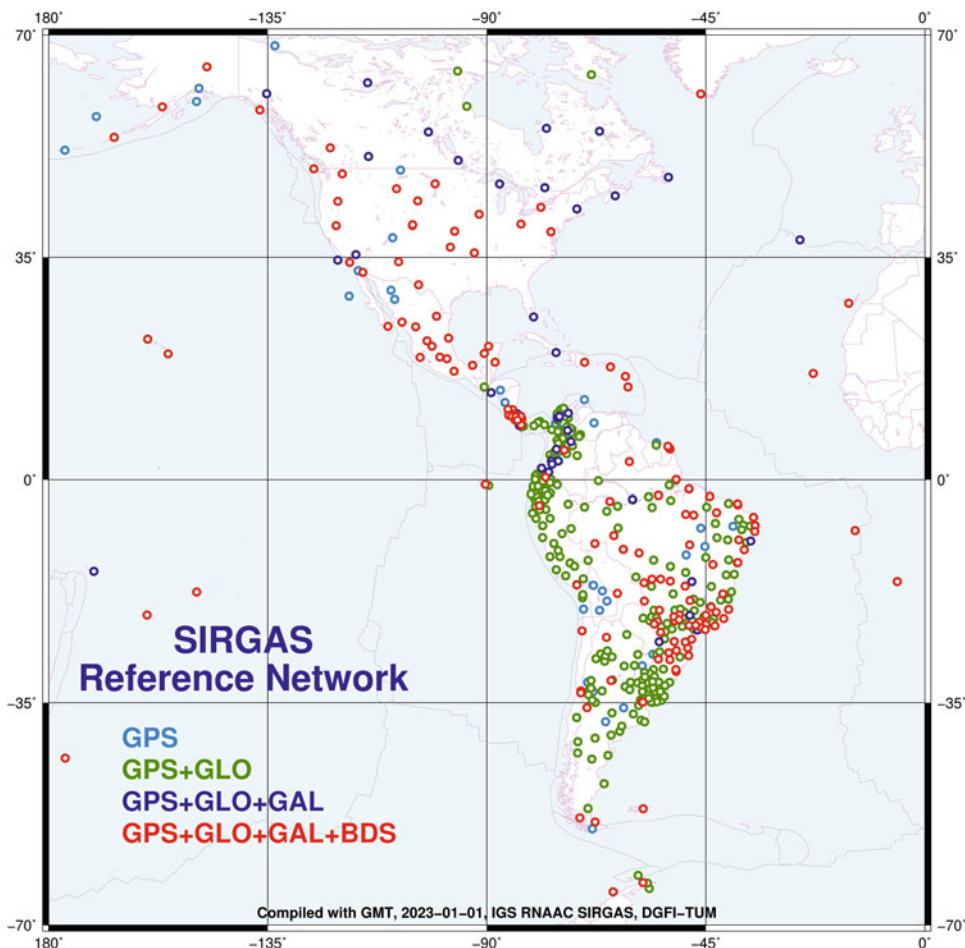 180° −135° −90° −45° 0°
70° 70°
35° 35°
0° 0°
SIRGAS
Reference Network
−35° −35°
GPS
GPS+GLO
GPS+GLO+GAL
GPS+GLO+GAL+BDS
Compiled with GMT, 2023−01−01, IGS RNAAC SIRGAS, DGFI−TUM
−70° −70°
180° −135° −90° −45° 0°